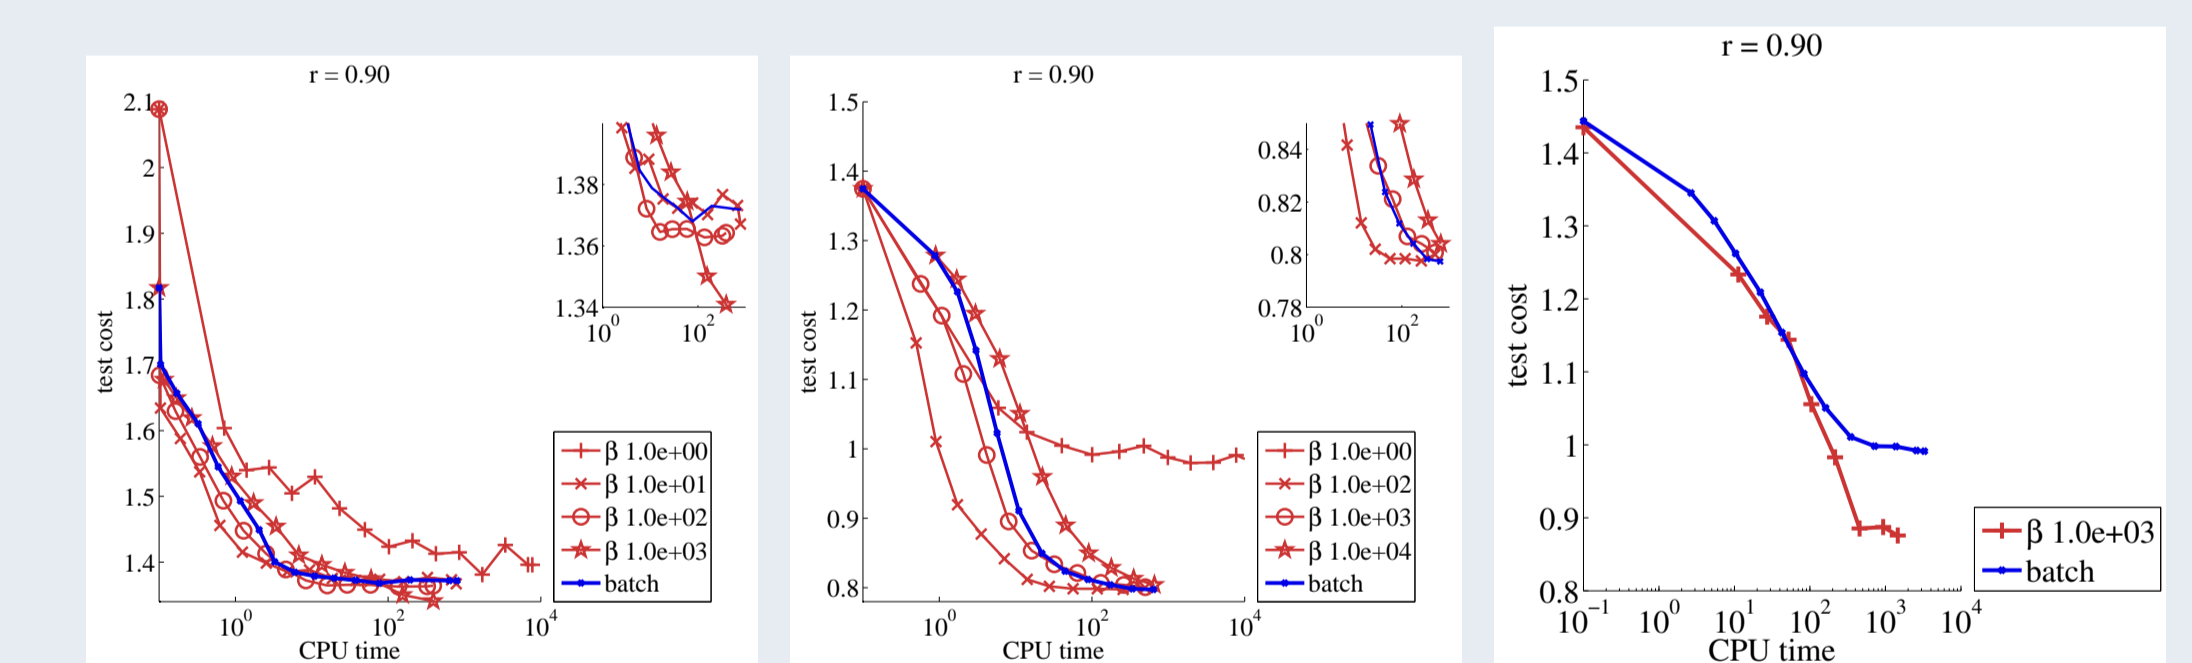 r = 0.90
2.1
2
1.9
1.8
1.7
1.6
1.5
1.4
test cost
10^0
10^2
10^4
CPU time
1.38
1.36
1.34
10^0
10^2
β 1.0e+00
β 1.0e+01
β 1.0e+02
β 1.0e+03
batch
r = 0.90
1.5
1.4
1.3
1.2
1.1
1
0.9
0.8
test cost
10^0
10^2
10^4
CPU time
0.84
0.82
0.8
0.78
10^0
10^2
β 1.0e+00
β 1.0e+02
β 1.0e+03
β 1.0e+04
batch
r = 0.90
1.5
1.4
1.3
1.2
1.1
1
0.9
0.8
test cost
10^−1
10^0
10^1
10^2
10^3
10^4
CPU time
β 1.0e+03
batch